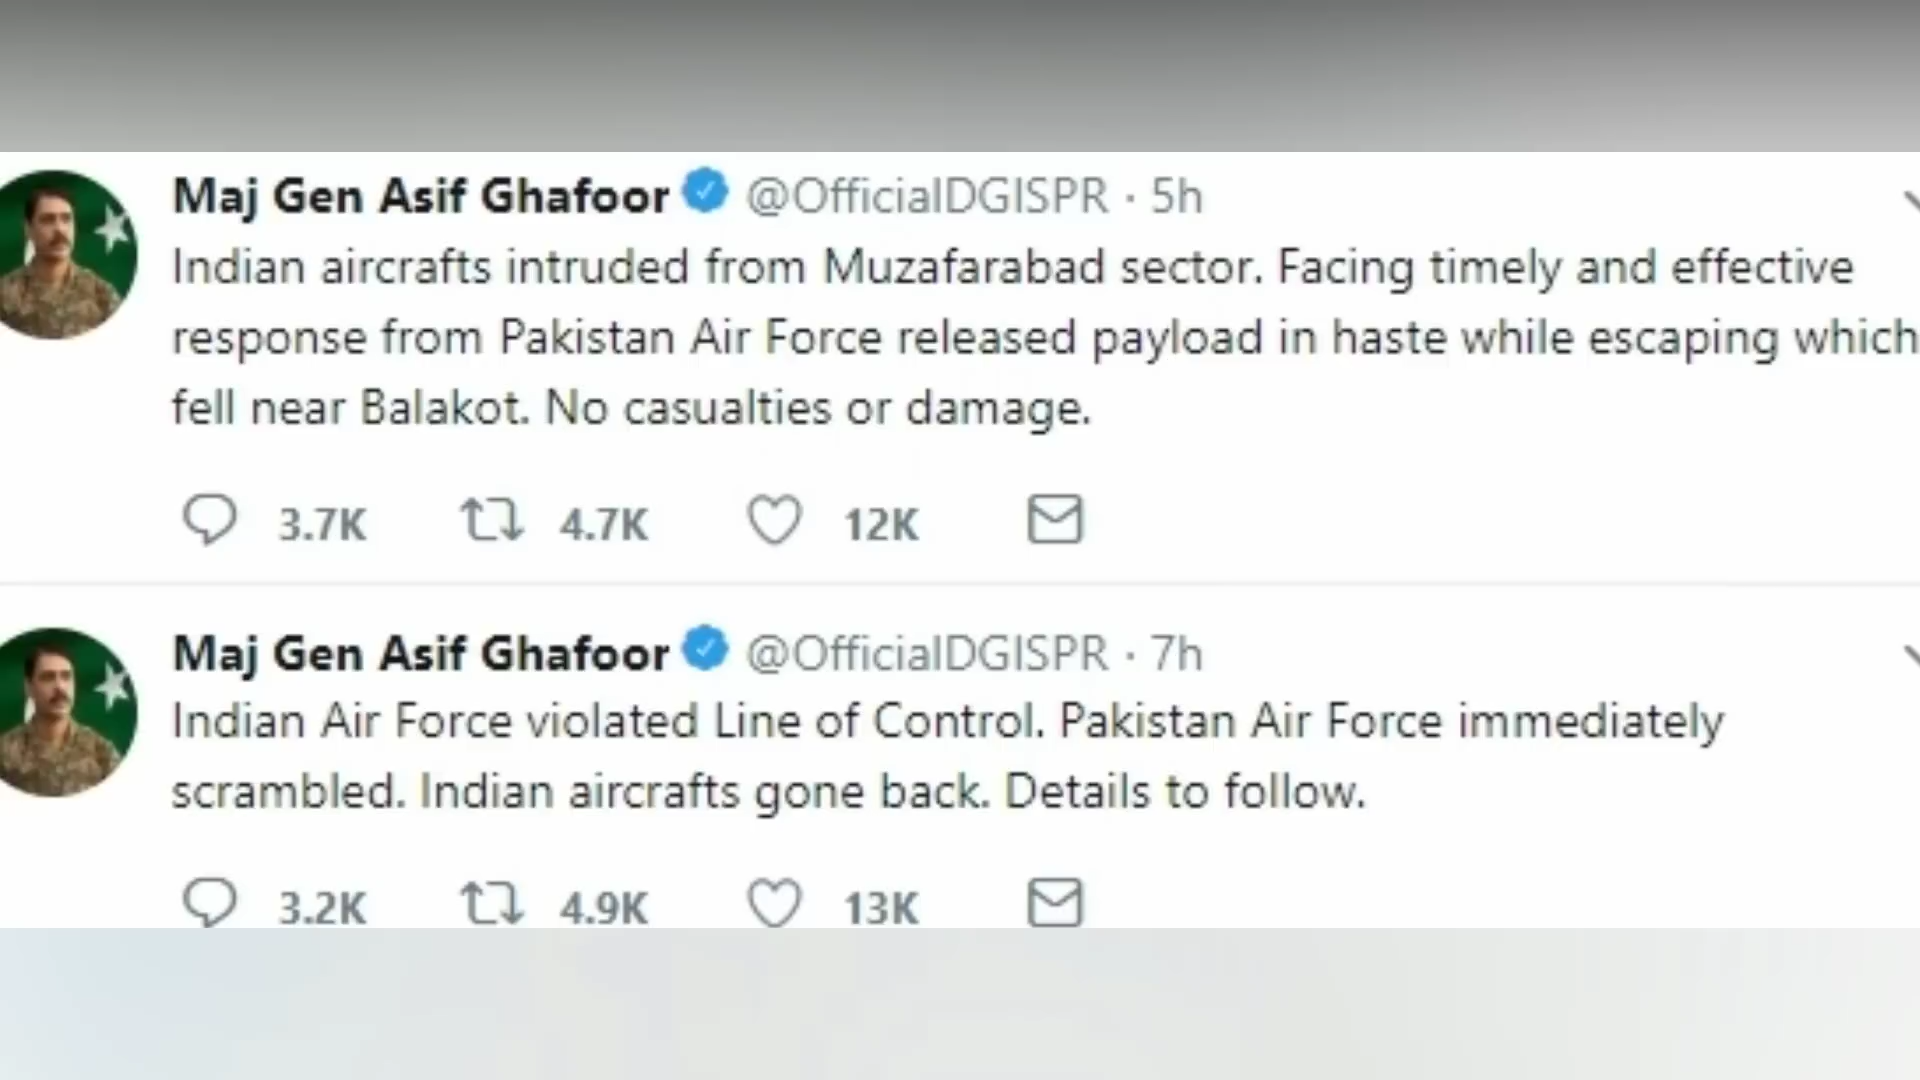 Maj Gen Asif Ghafoor @OfficialDGISPR · 5h
Indian aircrafts intruded from Muzafarabad sector. Facing timely and effective
response from Pakistan Air Force released payload in haste while escaping which
fell near Balakot. No casualties or damage.
3.7K 4.7K 12K
Maj Gen Asif Ghafoor @OfficialDGISPR · 7h
Indian Air Force violated Line of Control. Pakistan Air Force immediately
scrambled. Indian aircrafts gone back. Details to follow.
3.2K 4.9K 13K